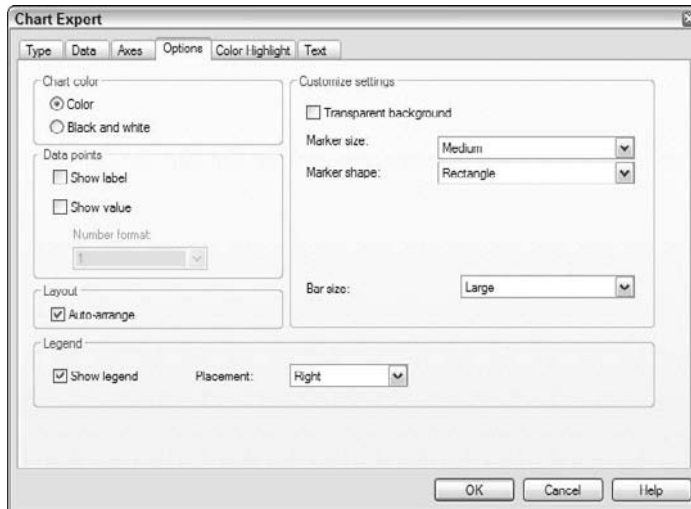 Chart Expert
Type Data Axes Options Color Highlight Text
Chart color
Color
Black and white
Data points
Show label
Show value
Number format:
1
Layout
Auto-arrange
Customize settings
Transparent background
Marker size: Medium
Marker shape: Rectangle
Bar size: Large
Legend
Show legend Placement: Right
OK Cancel Help